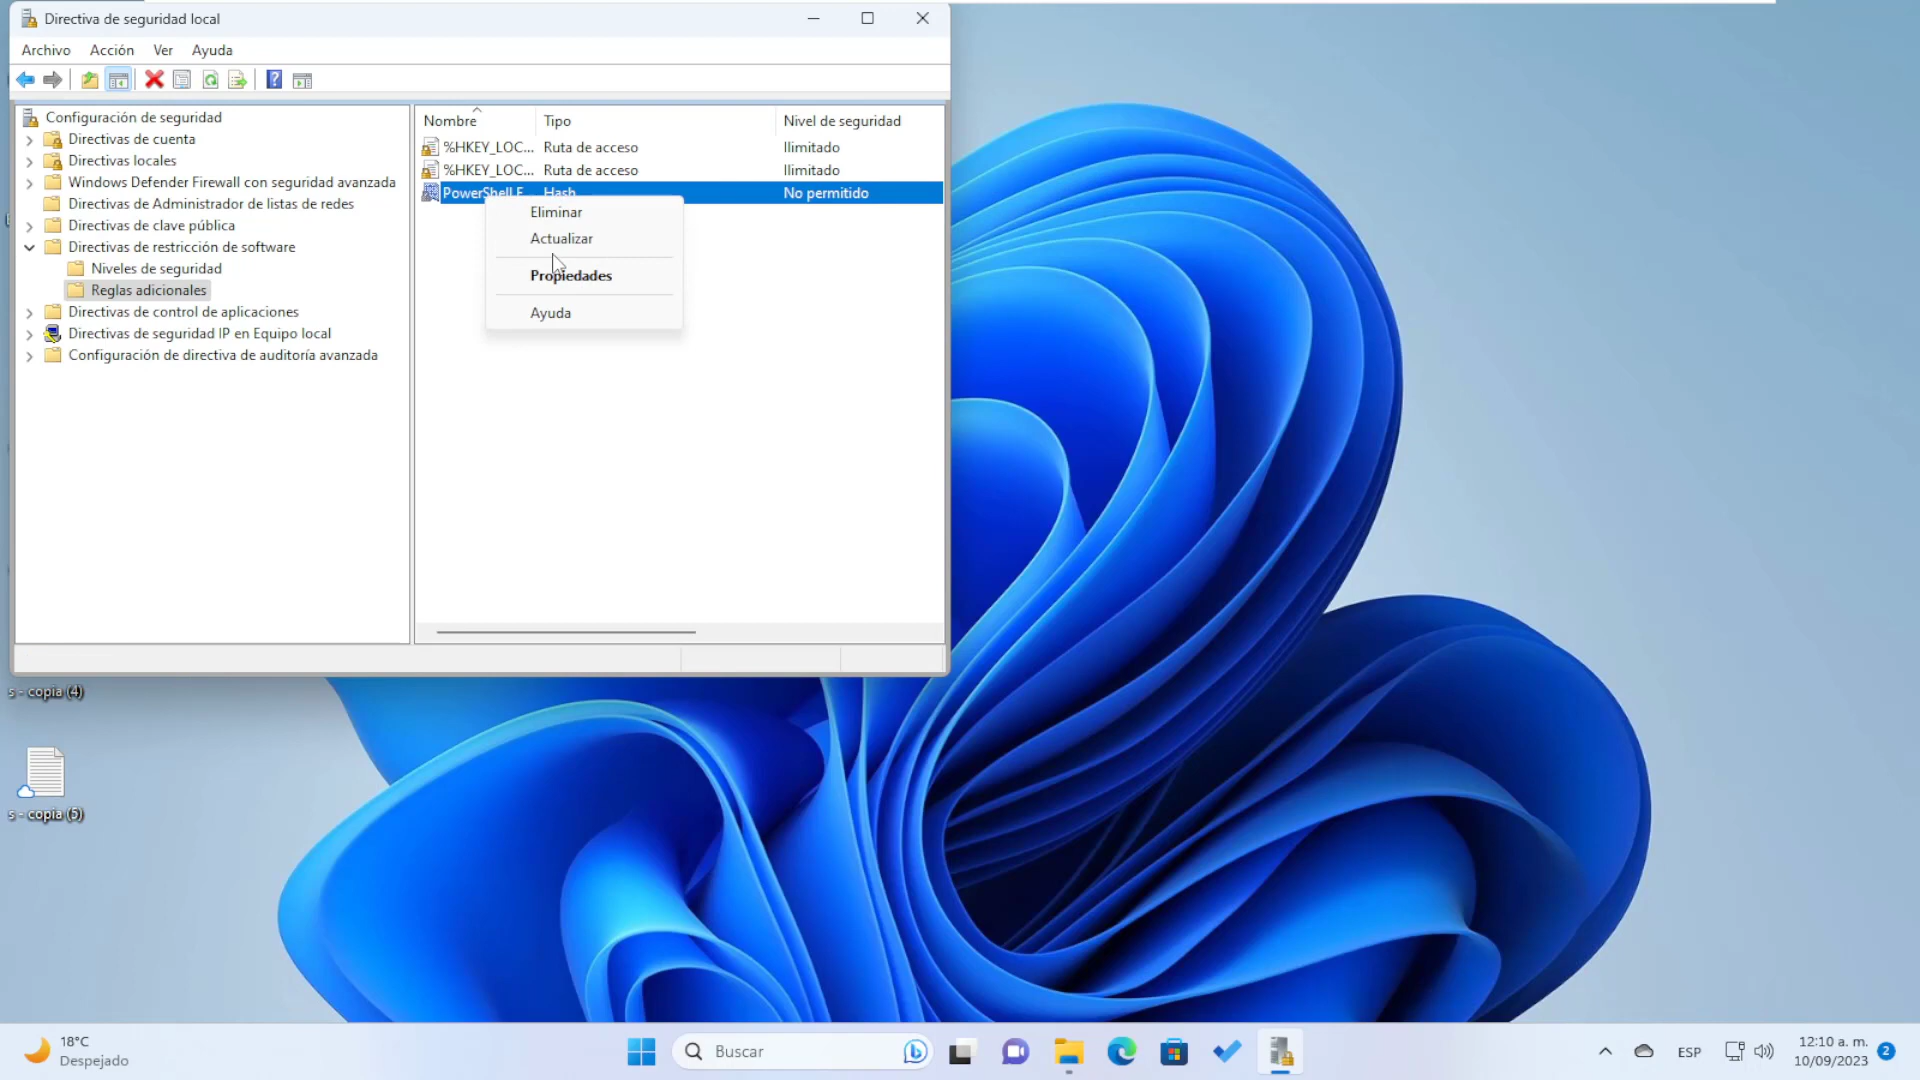 Directiva de seguridad local
Archivo Acción Ver Ayuda
Configuración de seguridad
Directivas de cuenta
Directivas locales
Windows Defender Firewall con seguridad avanzada
Directivas de Administrador de listas de redes
Directivas de clave pública
Directivas de restricción de software
Niveles de seguridad
Reglas adicionales
Directivas de control de aplicaciones
Directivas de seguridad IP en Equipo local
Configuración de directiva de auditoría avanzada
Nombre Tipo Nivel de seguridad
%HKEY_LOC... Ruta de acceso Ilimitado
%HKEY_LOC... Ruta de acceso Ilimitado
PowerShell.E... Hash No permitido
Eliminar
Actualizar
Propiedades
Ayuda
s - copia (4)
s - copia (5)
18°C
Despejado
Buscar
ESP
12:10 a. m.
10/09/2023
2